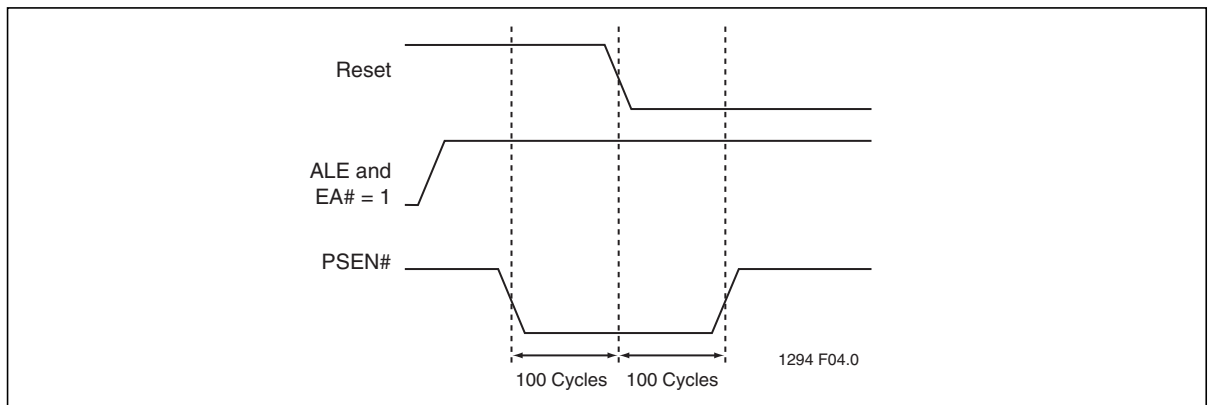 Reset
ALE and
EA# = 1
PSEN#
1294 F04.0
100 Cycles 100 Cycles